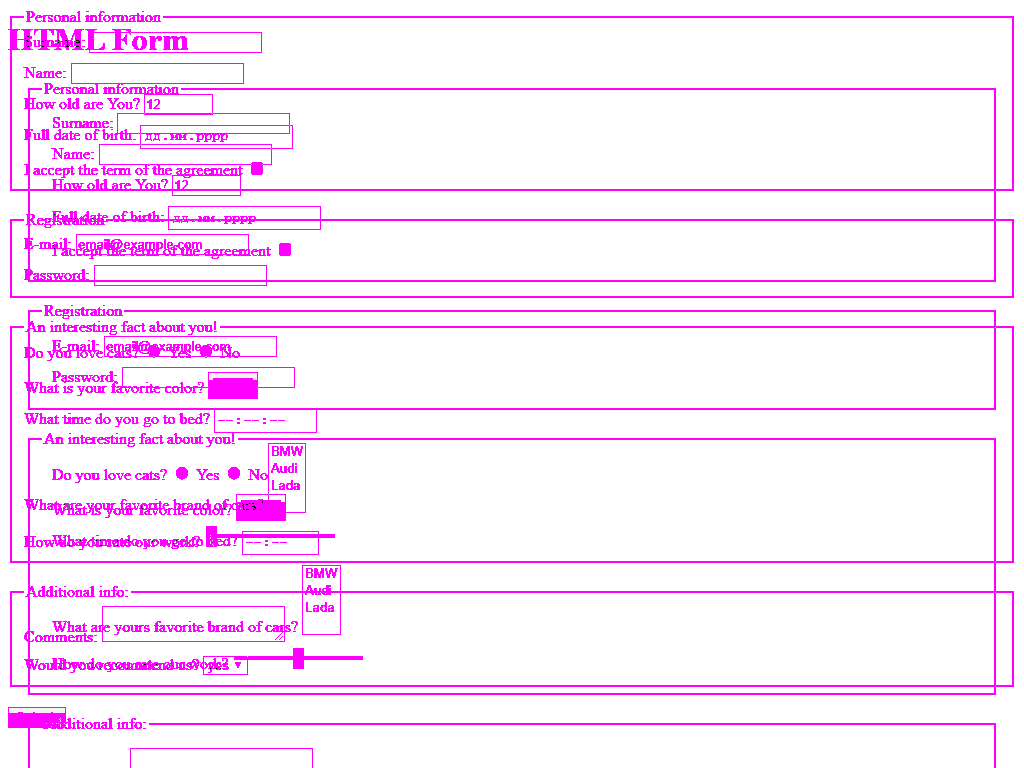 Personal information
HTML Form
Surname:
Name:
Personal information
How old are You? 12
Surname:
Full date of birth: дд.мм.рррр
Name:
I accept the term of the agreement
How old are You? 12
Full date of birth: дд.мм.рррр
Registration
E-mail: email@example.com
I accept the term of the agreement
Password:
Registration
An interesting fact about you!
E-mail: email@example.com
Do you love cats? Yes No
Password:
What is your favorite color?
What time do you go to bed? --:--:--
An interesting fact about you!
BMW
Audi
Lada
Do you love cats? Yes No
What are your favorite brand of cars?
What is your favorite color?
How do you rate our work?
What time do you go to bed? --:--
BMW
Audi
Lada
Additional info:
What are yours favorite brand of cars?
Comments:
How do you rate our work?
Would you recommend us? yes
Additional info: